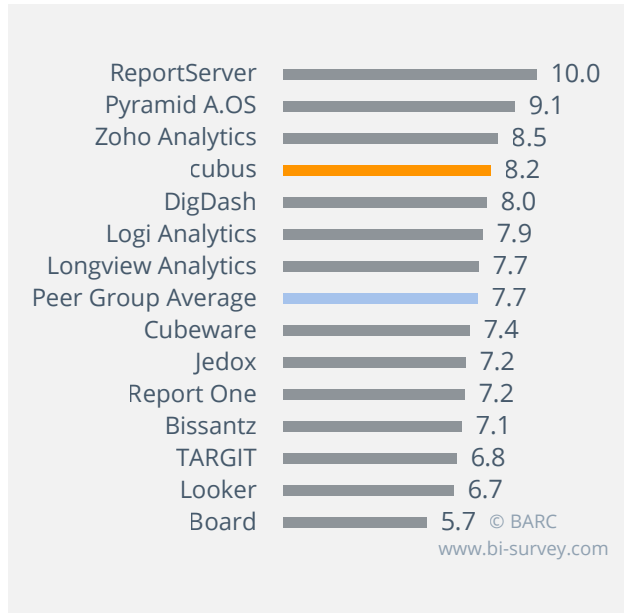 ReportServer 10.0
Pyramid A.OS 9.1
Zoho Analytics 8.5
cubus 8.2
DigDash 8.0
Logi Analytics 7.9
Longview Analytics 7.7
Peer Group Average 7.7
Cubeware 7.4
Jedox 7.2
Report One 7.2
Bissantz 7.1
TARGIT 6.8
Looker 6.7
Board 5.7 © BARC
www.bi-survey.com